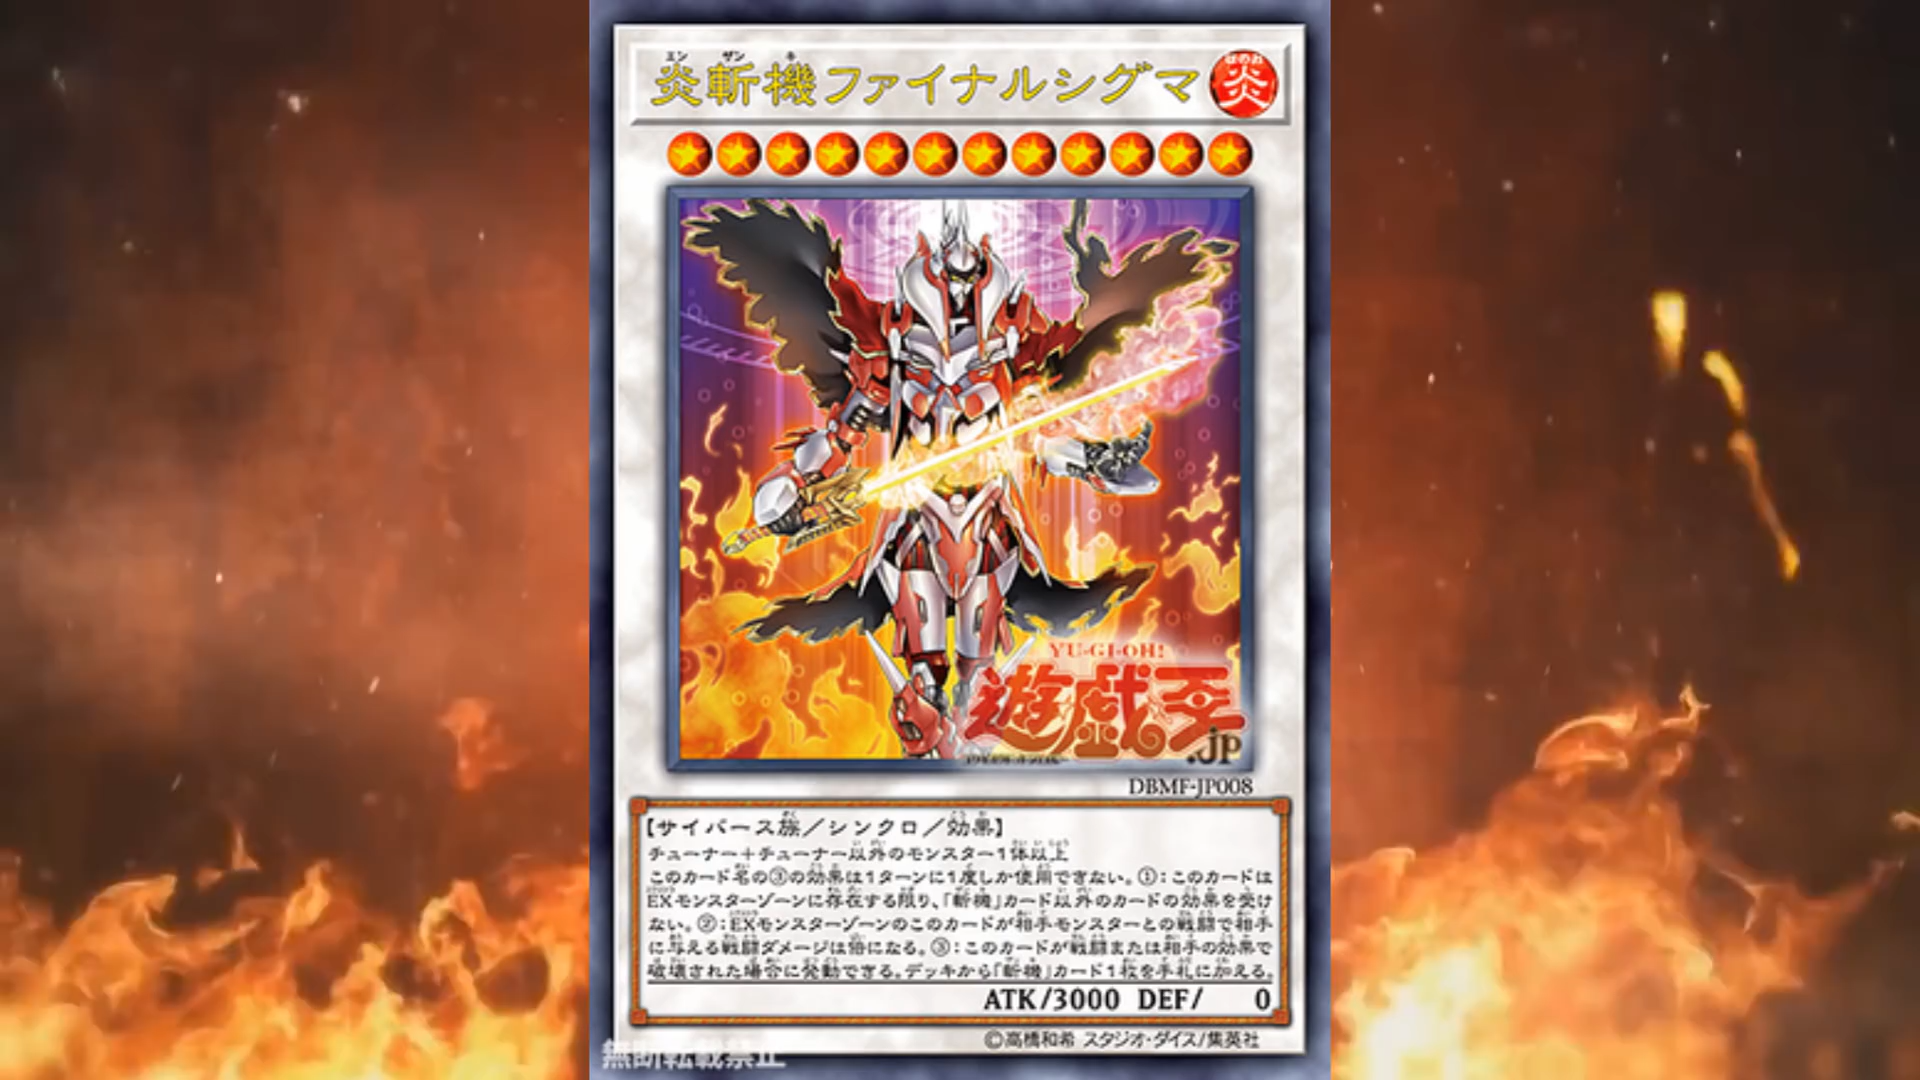 炎斬機ファイナルシグマ
炎
YU-GI-OH!
遊戯王
.jp
DBMF-JP008
【サイバース族／シンクロ／効果】
チューナー＋チューナー以外のモンスター1体以上
このカード名の③の効果は1ターンに1度しか使用できない。①：このカードは
EXモンスターゾーンに存在する限り、「斬機」カード以外のカードの効果を受け
ない。②：EXモンスターゾーンのこのカードが相手モンスターとの戦闘で相手
に与える戦闘ダメージは倍になる。③：このカードが戦闘または相手の効果で
破壊された場合に発動できる。デッキから「斬機」カード1枚を手札に加える。
ATK/3000 DEF/ 0
©高橋和希 スタジオ・ダイス/集英社
無断転載禁止